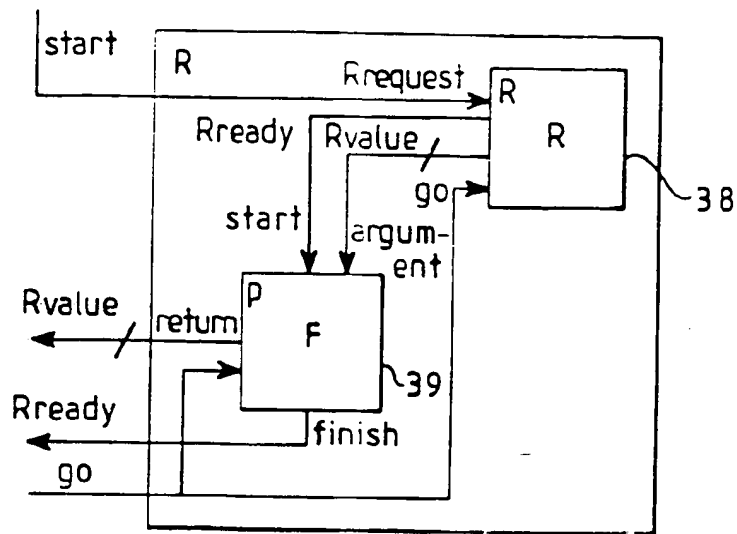 start
R
Rrequest
R
R
Rready
Rvalue
go
38
start
argum-
ent
Rvalue
return
P
F
39
Rready
finish
go